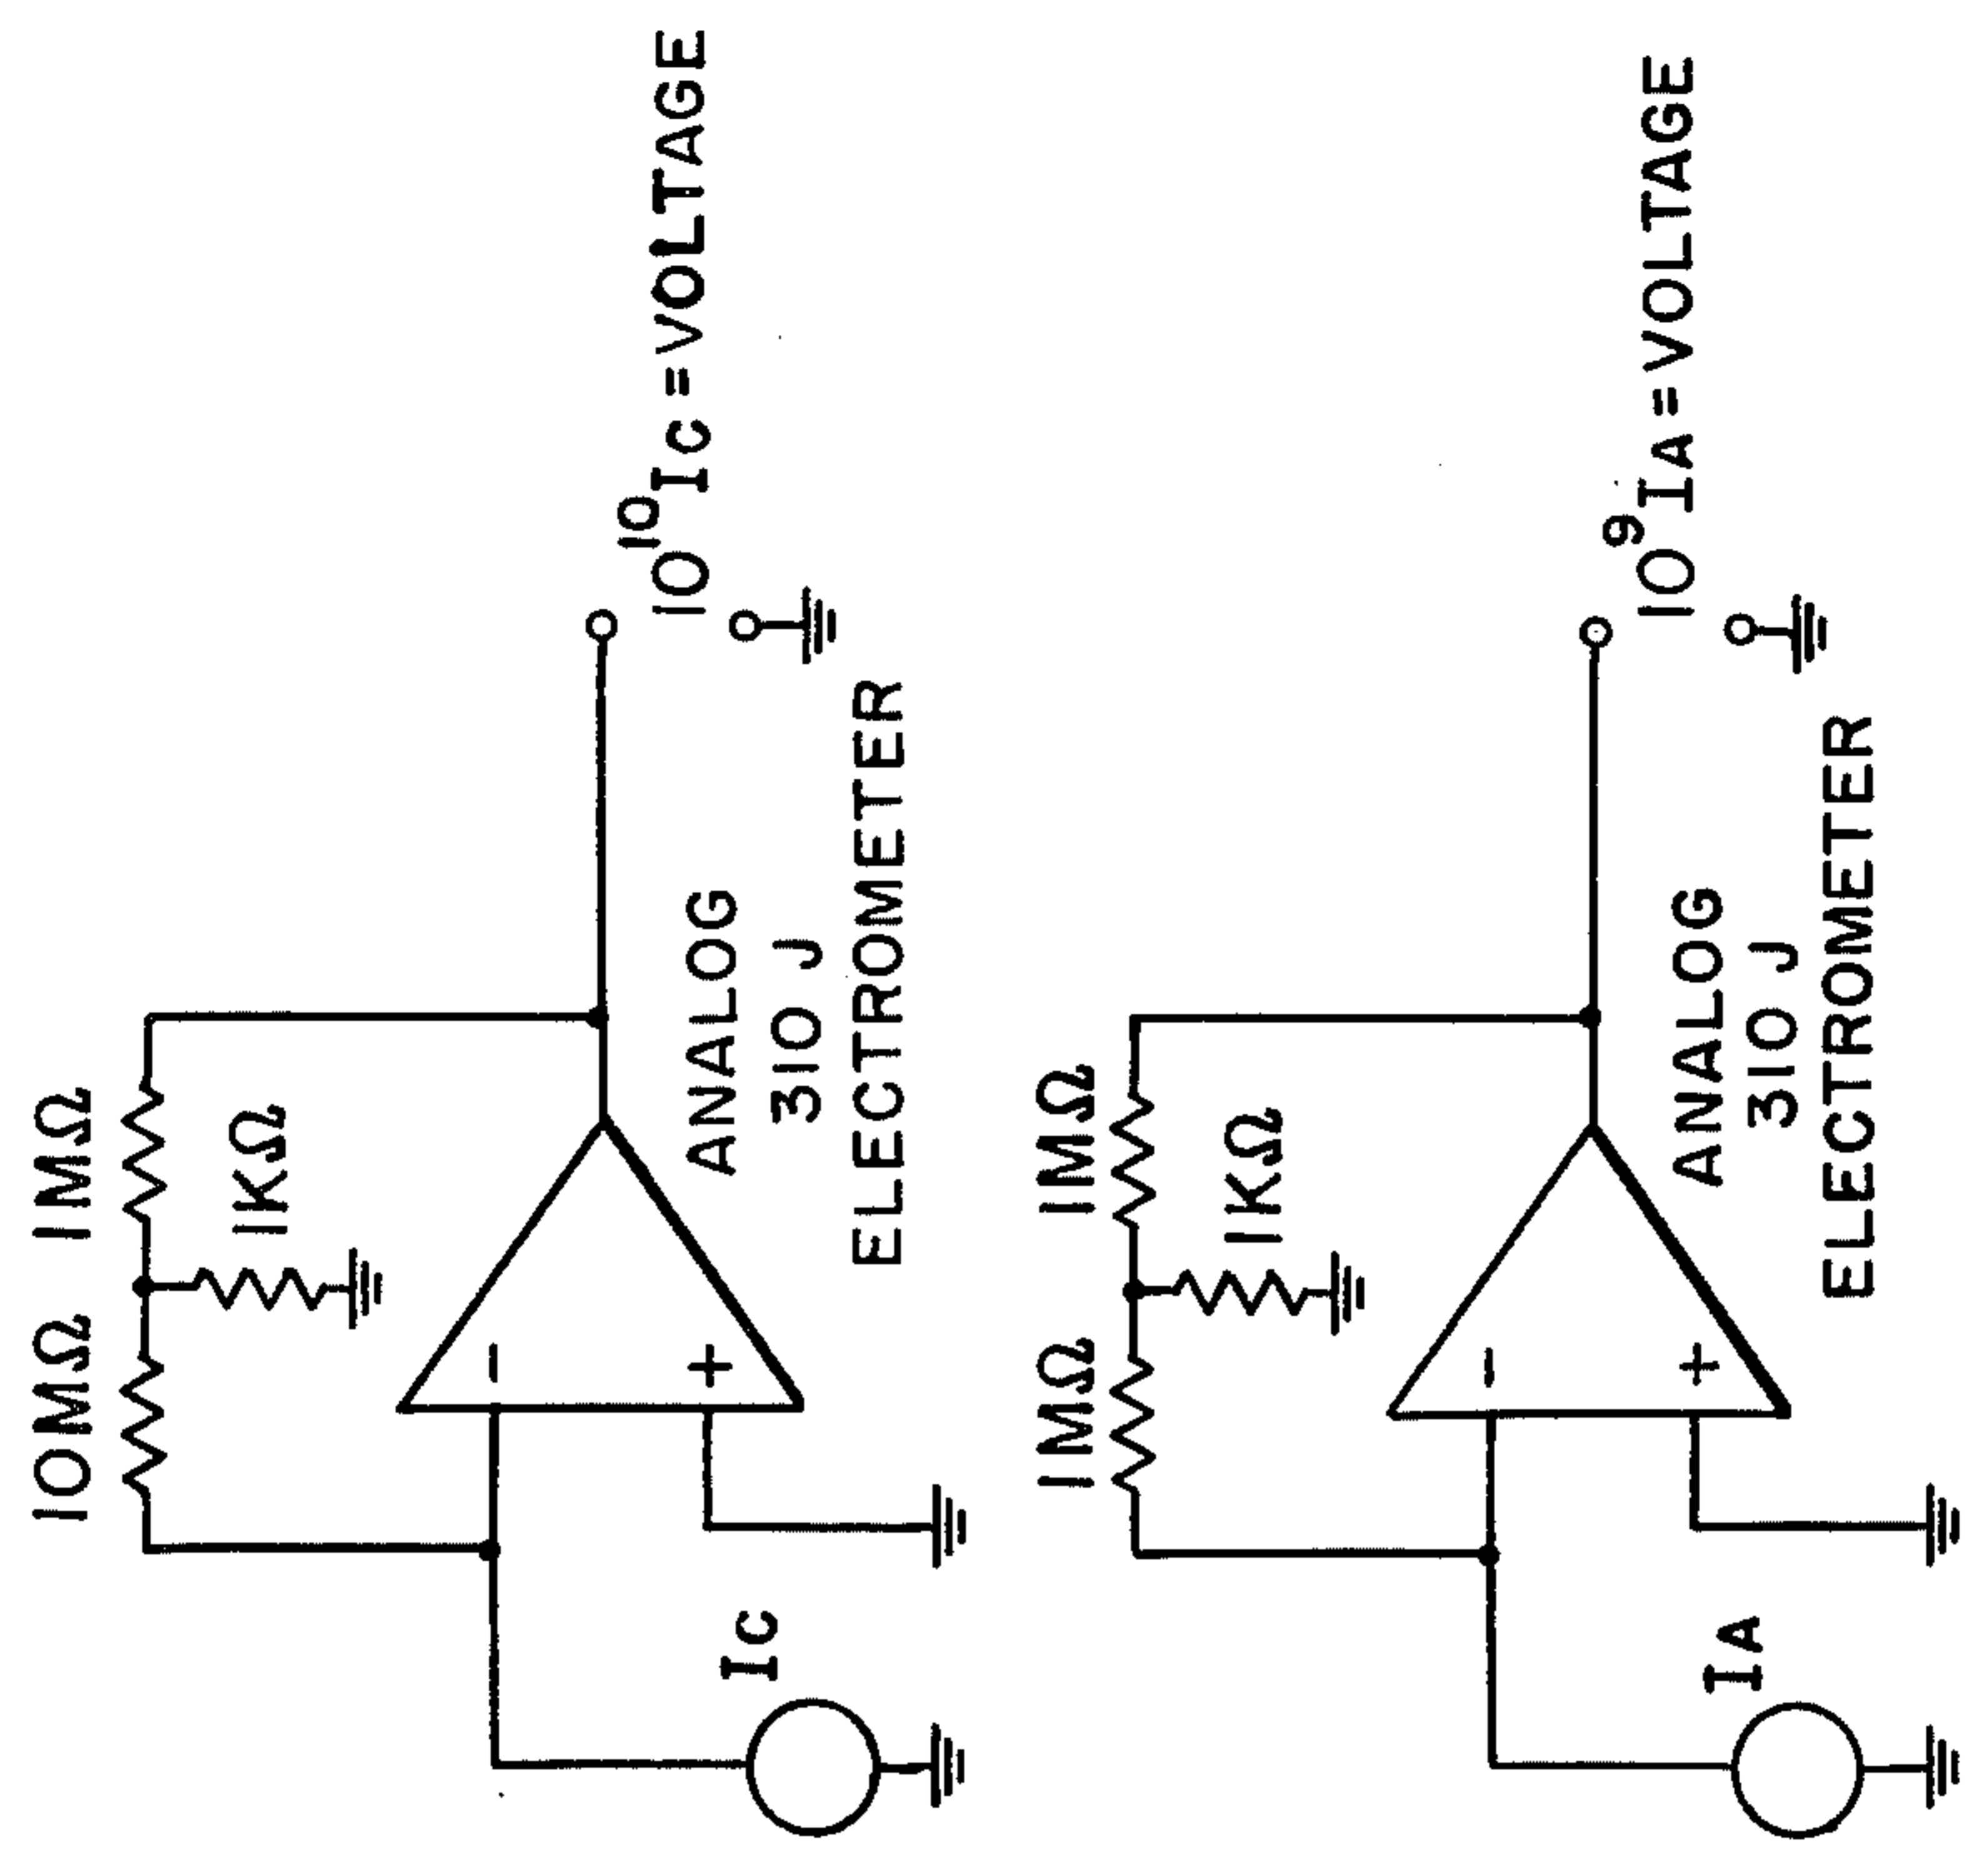 10MΩ 1MΩ
1KΩ
−
+
ANALOG
310 J
ELECTROMETER
IC
10¹⁰IC=VOLTAGE
1MΩ 1MΩ
1KΩ
−
+
ANALOG
310 J
ELECTROMETER
IA
10⁹IA=VOLTAGE